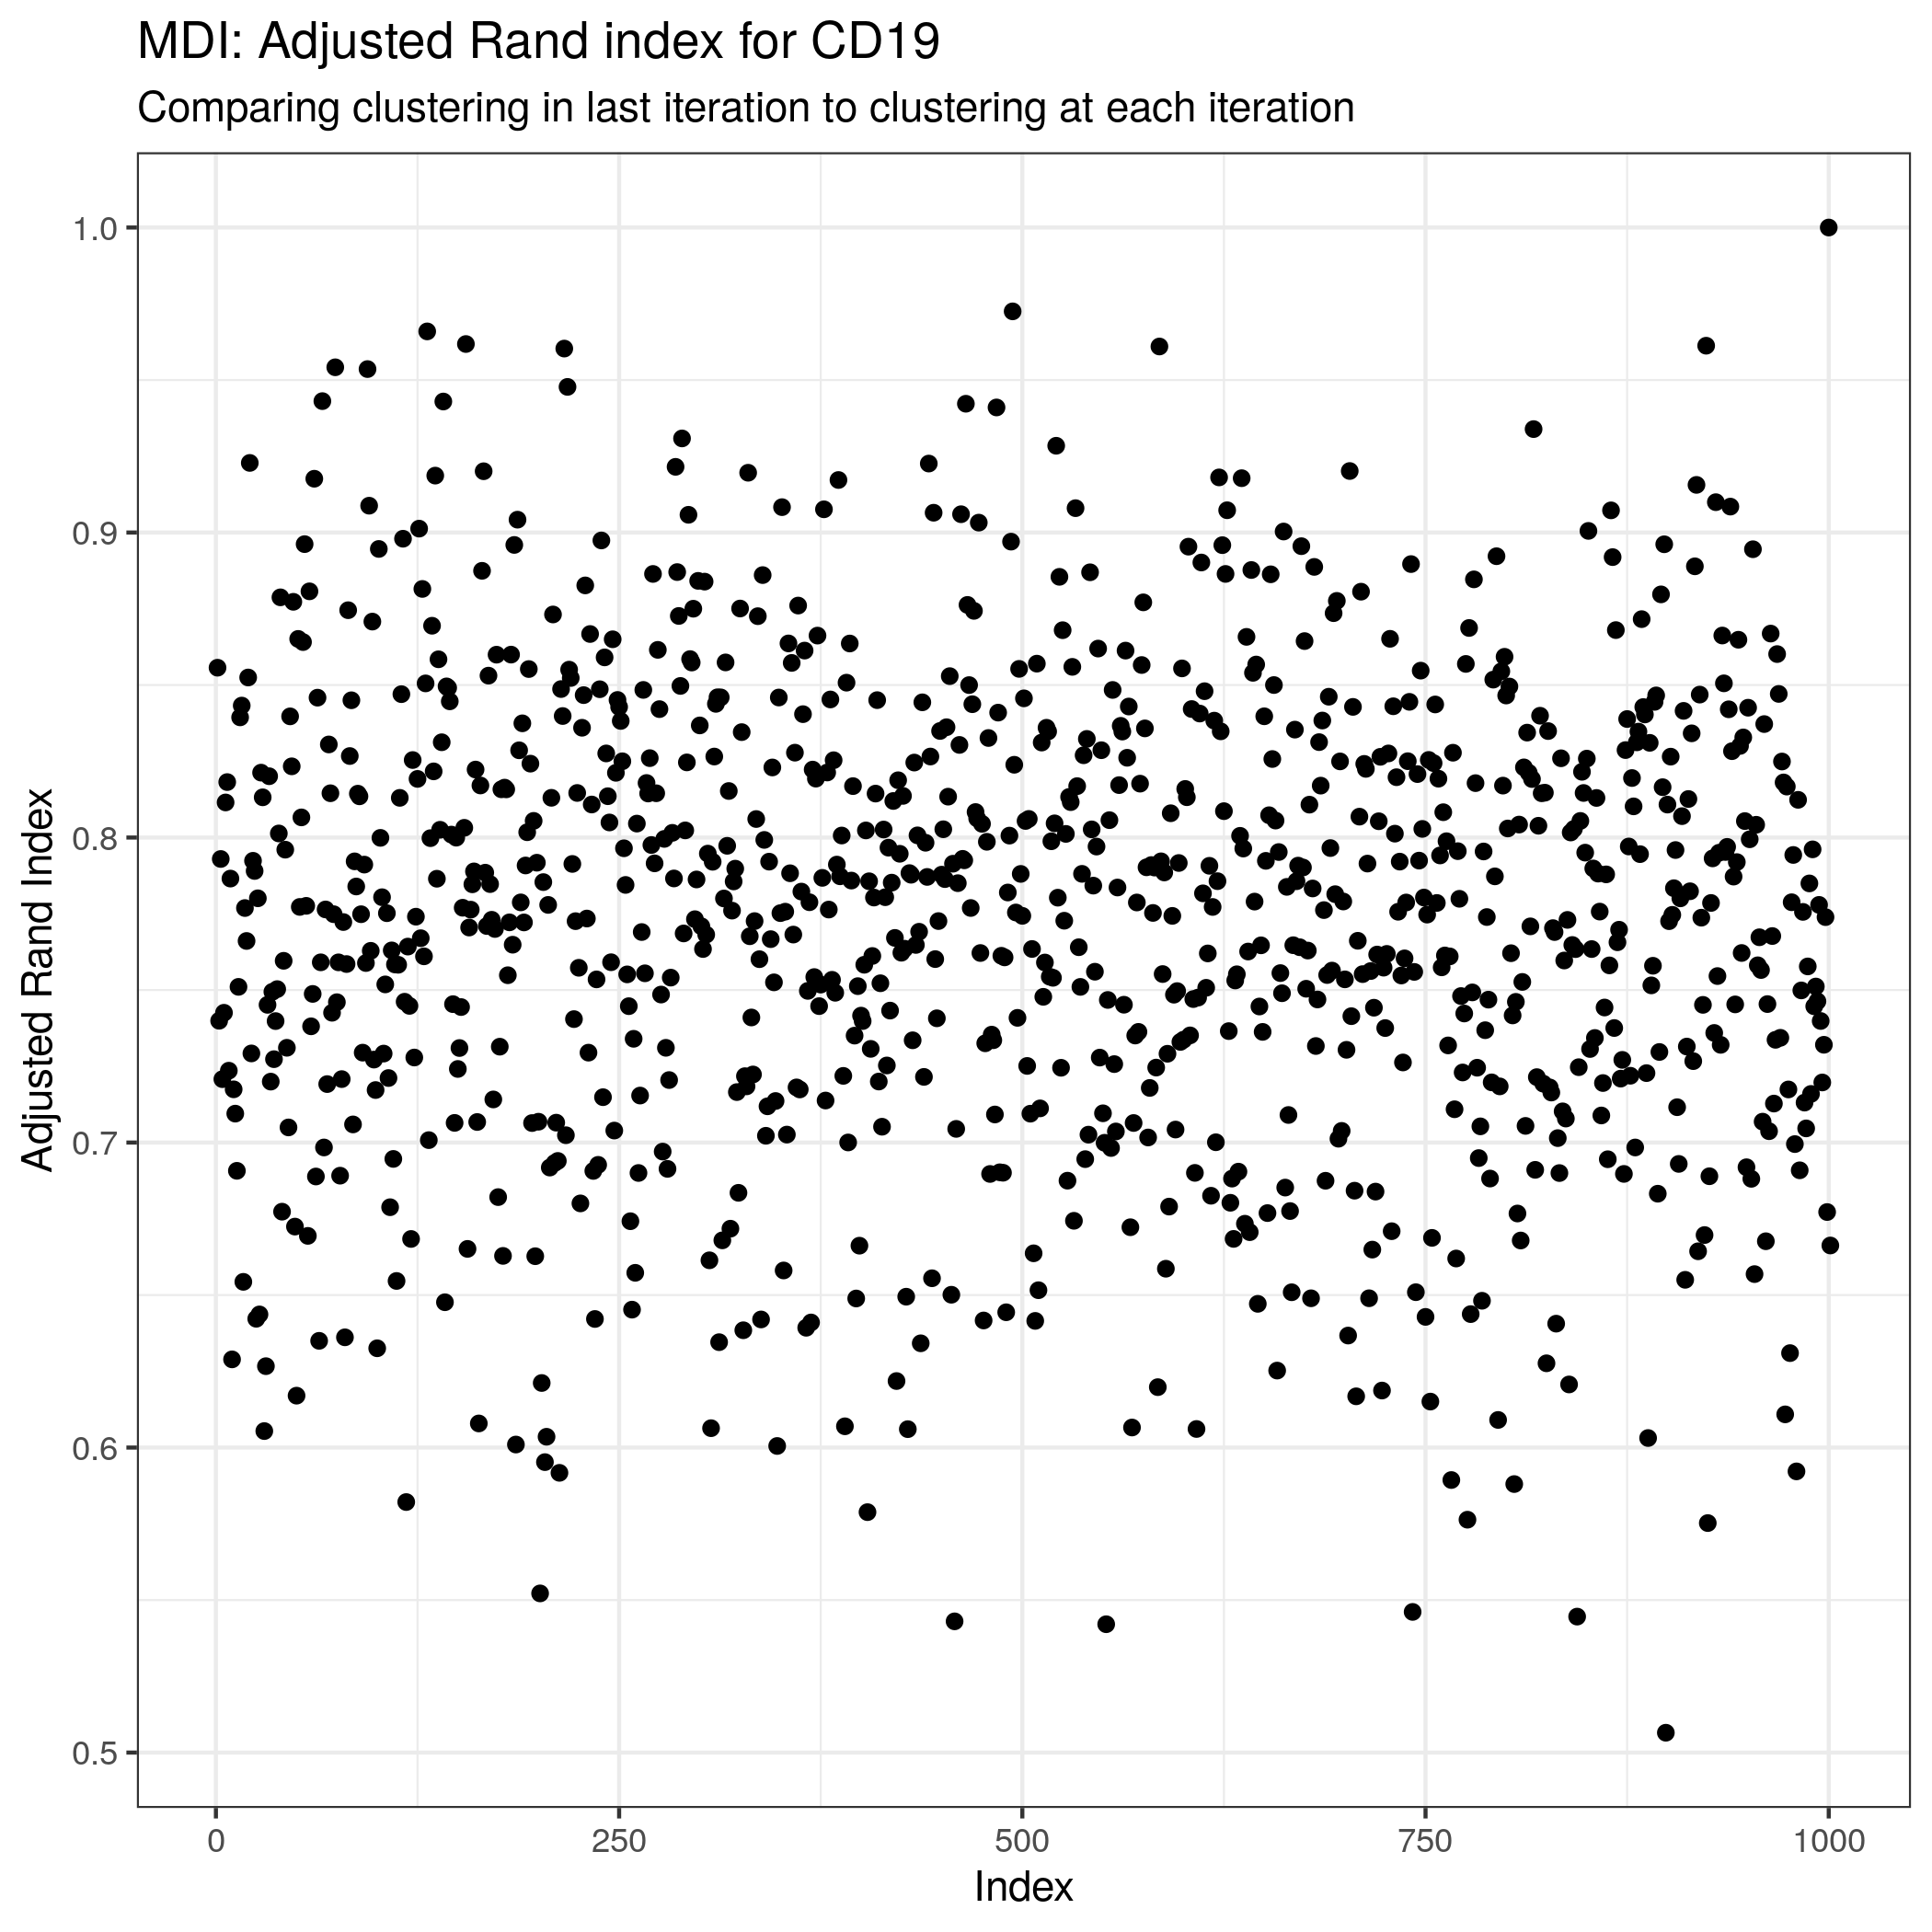 MDI: Adjusted Rand index for CD19
Comparing clustering in last iteration to clustering at each iteration
Adjusted Rand Index
1.0
0.9
0.8
0.7
0.6
0.5
0 250 500 750 1000
Index